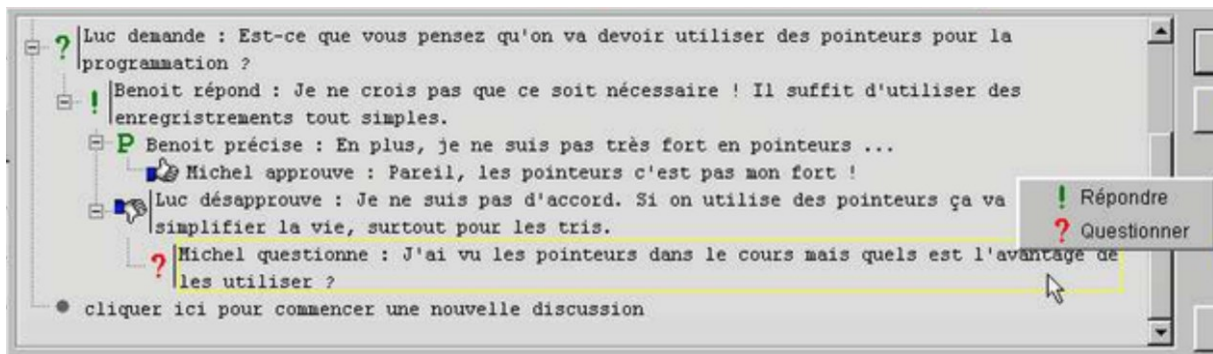 Luc demande : Est-ce que vous pensez qu'on va devoir utiliser des pointeurs pour la
programmation ?
Benoit répond : Je ne crois pas que ce soit nécessaire ! Il suffit d'utiliser des
enregristrements tout simples.
P Benoit précise : En plus, je ne suis pas très fort en pointeurs ...
Michel approuve : Pareil, les pointeurs c'est pas mon fort !
Luc désapprouve : Je ne suis pas d'accord. Si on utilise des pointeurs ça va
simplifier la vie, surtout pour les tris.
Répondre
Questionner
Michel questionne : J'ai vu les pointeurs dans le cours mais quels est l'avantage de
les utiliser ?
cliquer ici pour commencer une nouvelle discussion